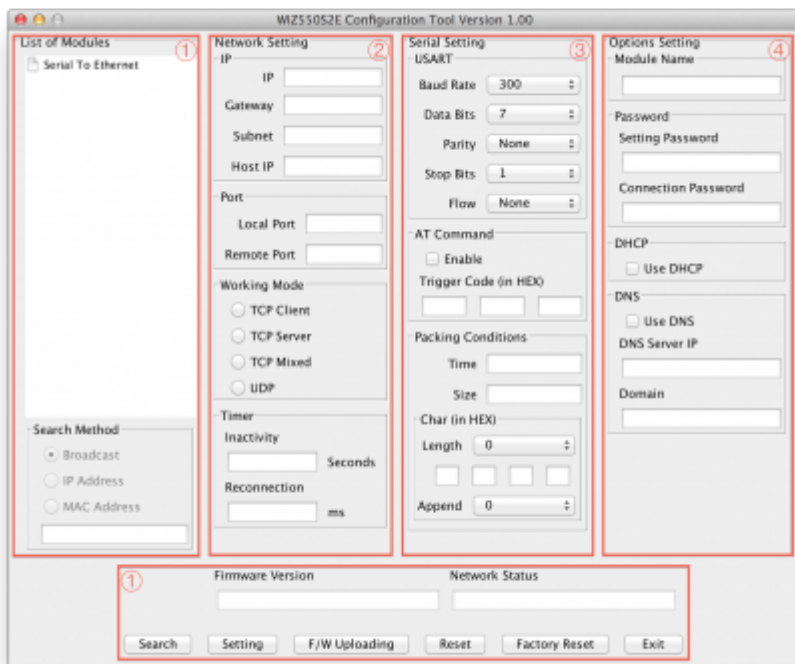 WIZ550S2E Configuration Tool Version 1.00
List of Modules
①
Serial To Ethernet
Search Method
Broadcast
IP Address
MAC Address
Network Setting
②
IP
IP
Gateway
Subnet
Host IP
Port
Local Port
Remote Port
Working Mode
TCP Client
TCP Server
TCP Mixed
UDP
Timer
Inactivity
Seconds
Reconnection
ms
Serial Setting
③
USART
Baud Rate 300
Data Bits 7
Parity None
Stop Bits 1
Flow None
AT Command
Enable
Trigger Code (in HEX)
Packing Conditions
Time
Size
Char (in HEX)
Length 0
Append 0
Options Setting
④
Module Name
Password
Setting Password
Connection Password
DHCP
Use DHCP
DNS
Use DNS
DNS Server IP
Domain
①
Firmware Version Network Status
Search Setting F/W Uploading Reset Factory Reset Exit